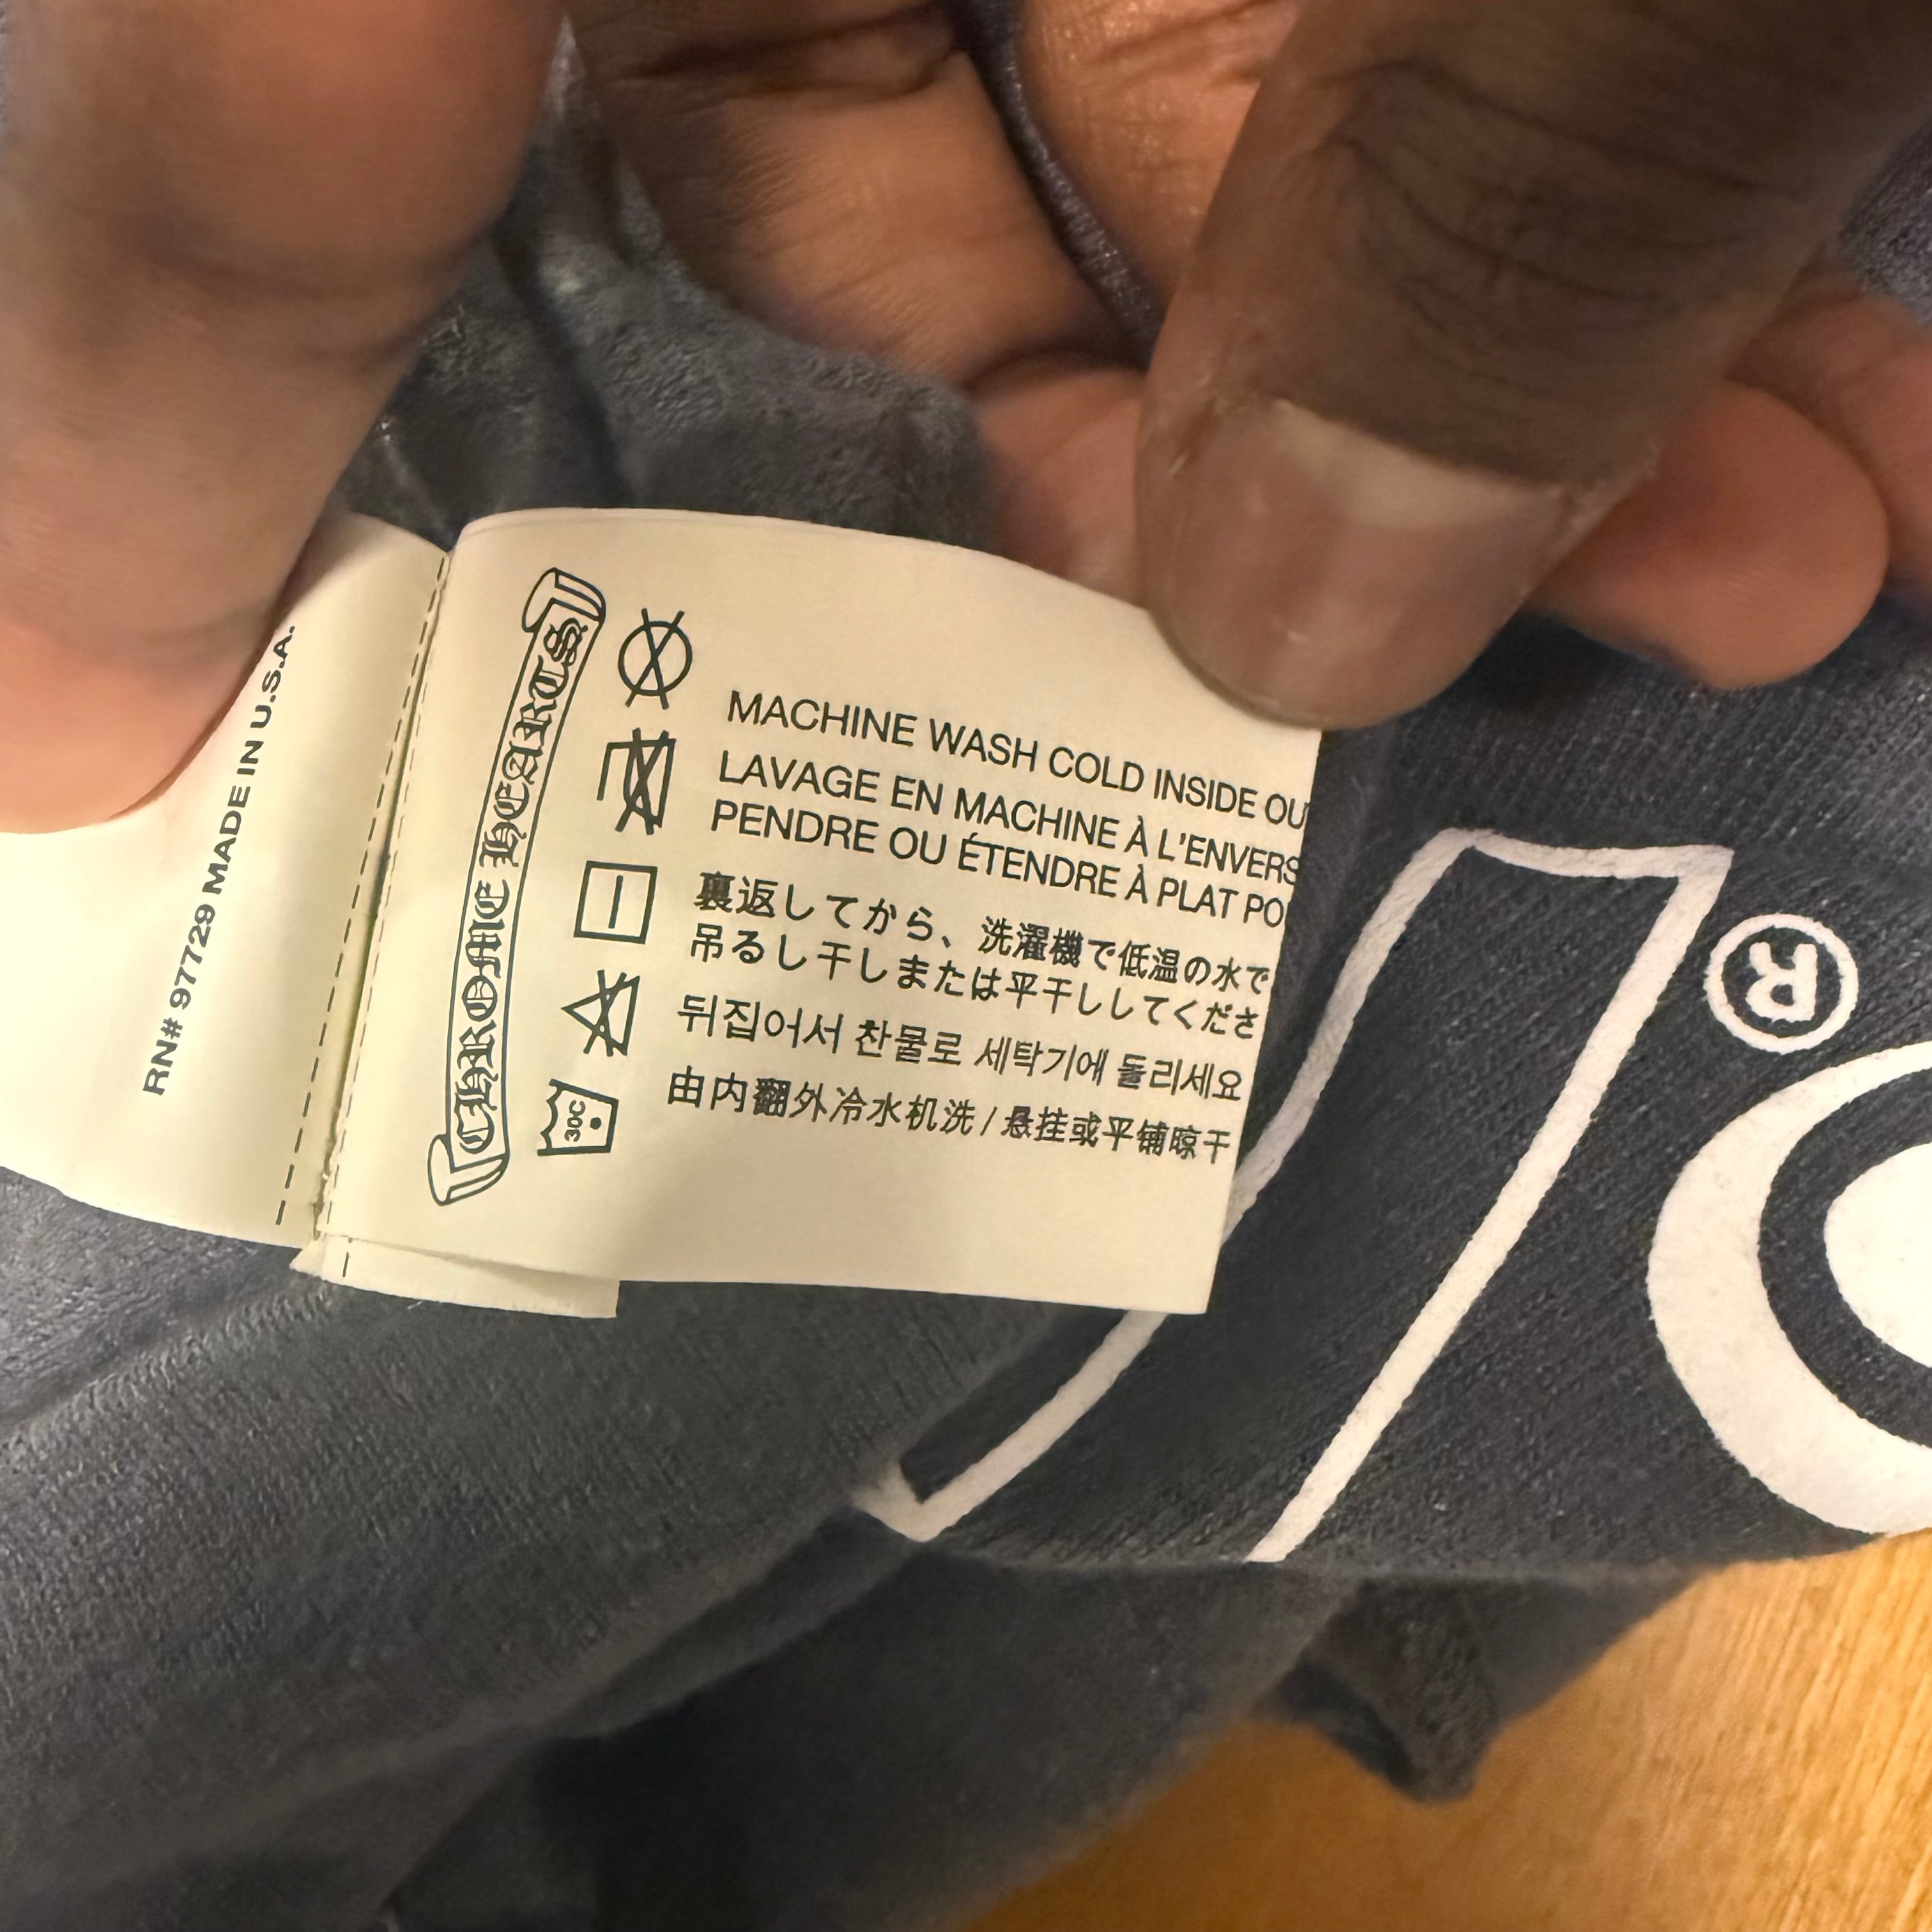 RN# 97729 MADE IN U.S.A.
CHROME HEARTS
MACHINE WASH COLD INSIDE OU
LAVAGE EN MACHINE À L'ENVERS
PENDRE OU ÉTENDRE À PLAT PO
裏返してから、洗濯機で低温の水で
吊るし干しまたは平干ししてくださ
뒤집어서 찬물로 세탁기에 돌리세요
由内翻外冷水机洗 / 悬挂或平铺晾干
30C
®